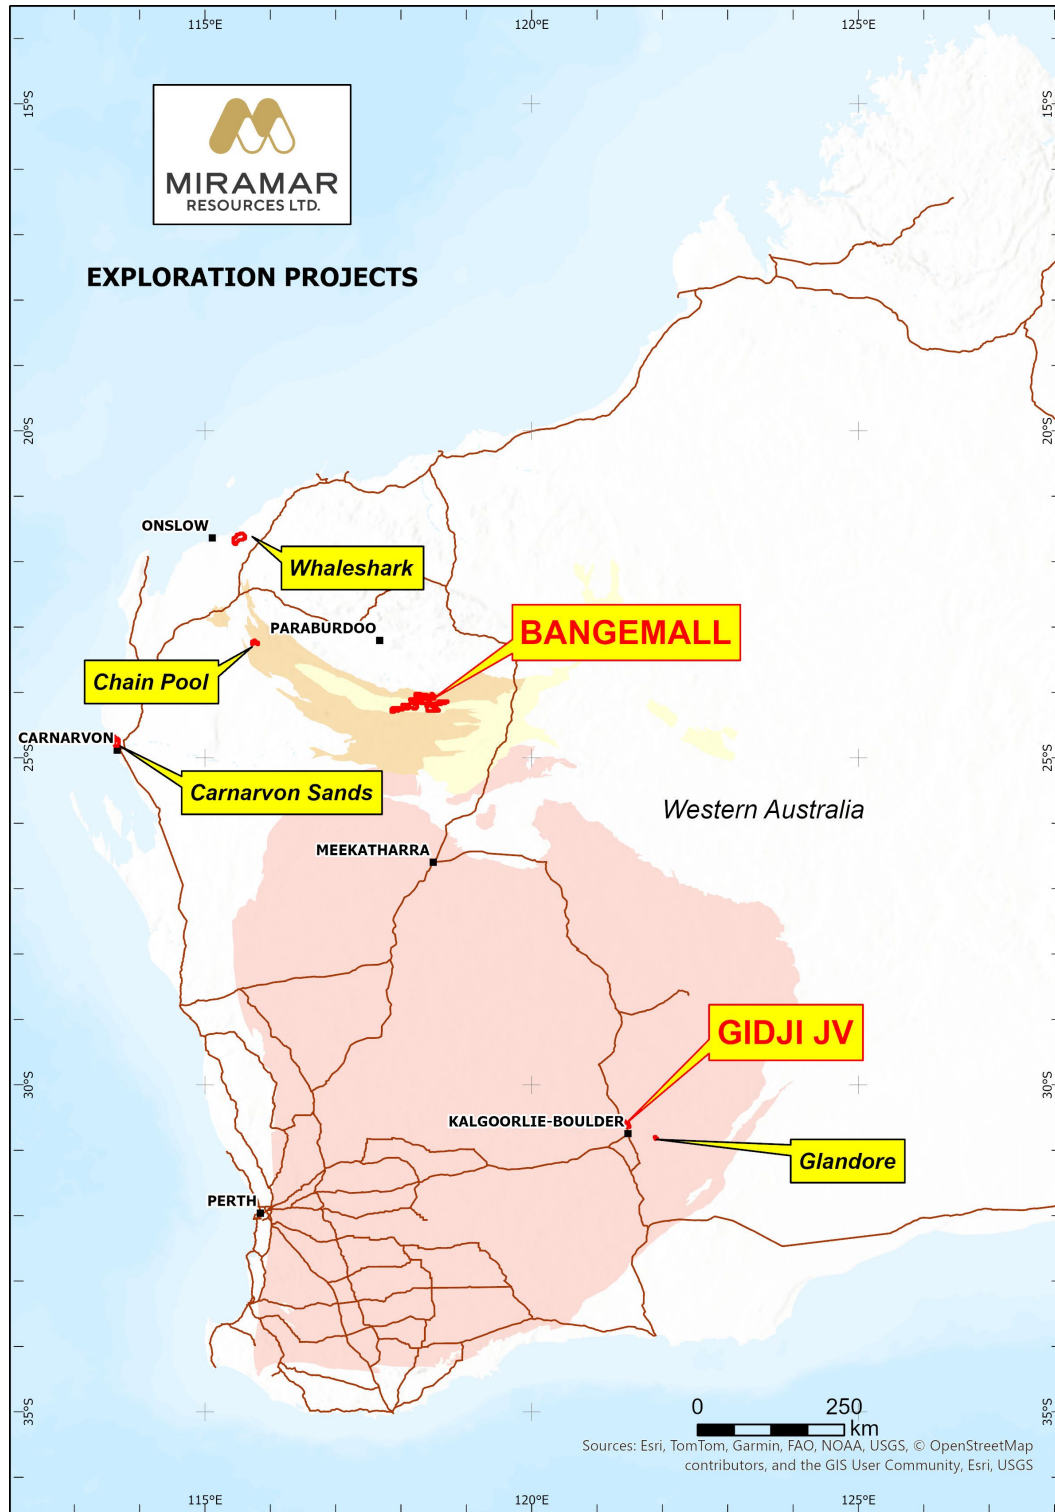 115°E 120°E 125°E
MIRAMAR
RESOURCES LTD.
EXPLORATION PROJECTS
15°S 15°S
20°S 20°S
ONSLOW
Whaleshark
PARABURDOO
BANGEMALL
Chain Pool
CARNARVON
25°S 25°S
Carnarvon Sands
Western Australia
MEEKATHARRA
GIDJI JV
30°S 30°S
KALGOORLIE-BOULDER
Glandore
PERTH
0 250
km
35°S 35°S
Sources: Esri, TomTom, Garmin, FAO, NOAA, USGS, © OpenStreetMap
contributors, and the GIS User Community, Esri, USGS
115°E 120°E 125°E